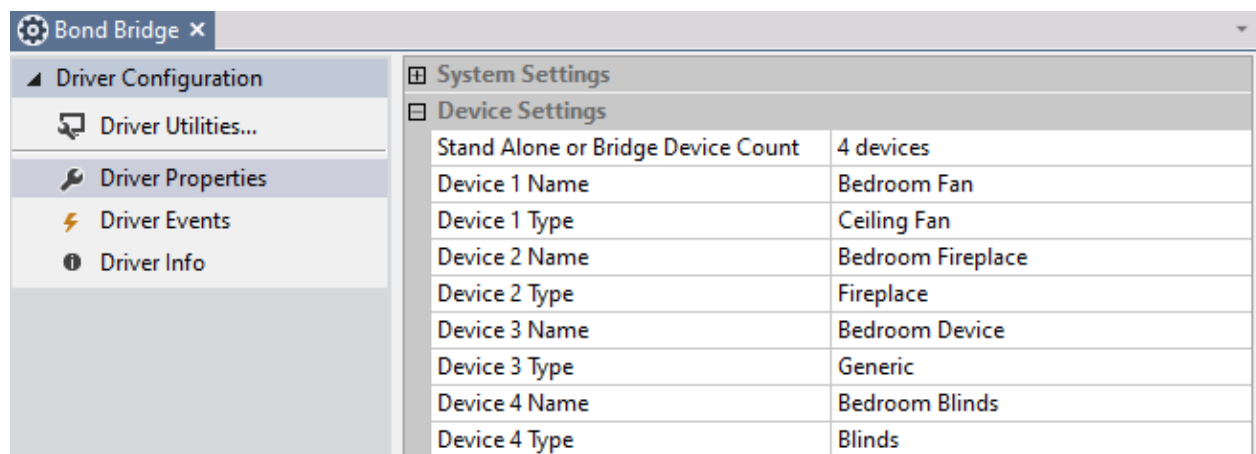 Bond Bridge
Driver Configuration
Driver Utilities...
Driver Properties
Driver Events
Driver Info
System Settings
Device Settings
Stand Alone or Bridge Device Count 4 devices
Device 1 Name Bedroom Fan
Device 1 Type Ceiling Fan
Device 2 Name Bedroom Fireplace
Device 2 Type Fireplace
Device 3 Name Bedroom Device
Device 3 Type Generic
Device 4 Name Bedroom Blinds
Device 4 Type Blinds